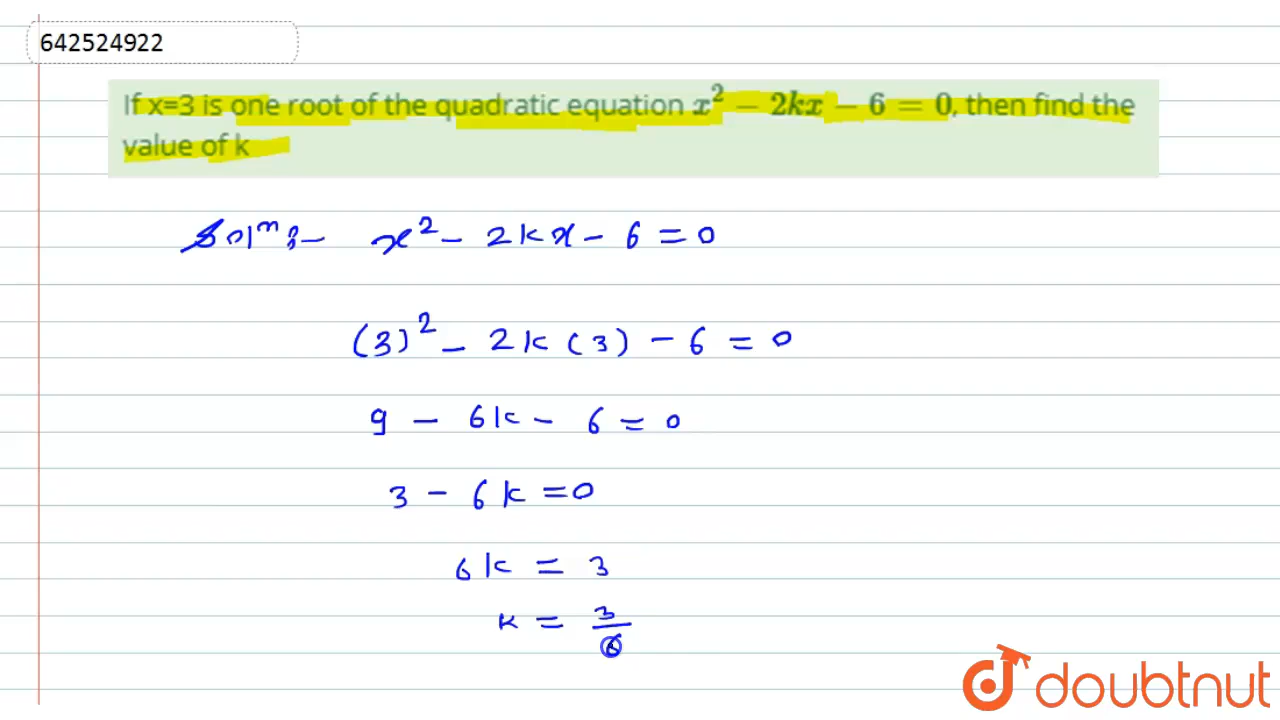 642524922
If x=3 is one root of the quadratic equation x² − 2kx − 6 = 0, then find the
value of k
Solⁿ:- x² - 2kx - 6 = 0
(3)² - 2k(3) - 6 = 0
9 - 6k - 6 = 0
3 - 6k = 0
6k = 3
k = 3/6
doubtnut